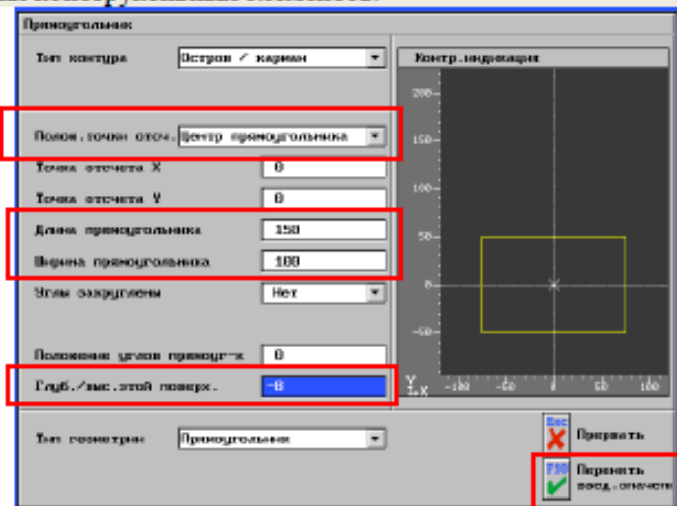 Прямоугольник
Тип контура Остров / карман
Контр.индикация
Полож.точки отсч. Центр прямоугольника
Точка отсчета X 0
Точка отсчета Y 0
Длина прямоугольника 150
Ширина прямоугольника 100
Углы закруглены Нет
Положение углов прямоуг-к 0
Глуб./выс.этой поверх. -8
Тип геометрии Прямоугольник
200
150
100
50
0
-50
Y
X -100 -50 0 50 100
Esc Прервать
F10 Перенять
введ.значени